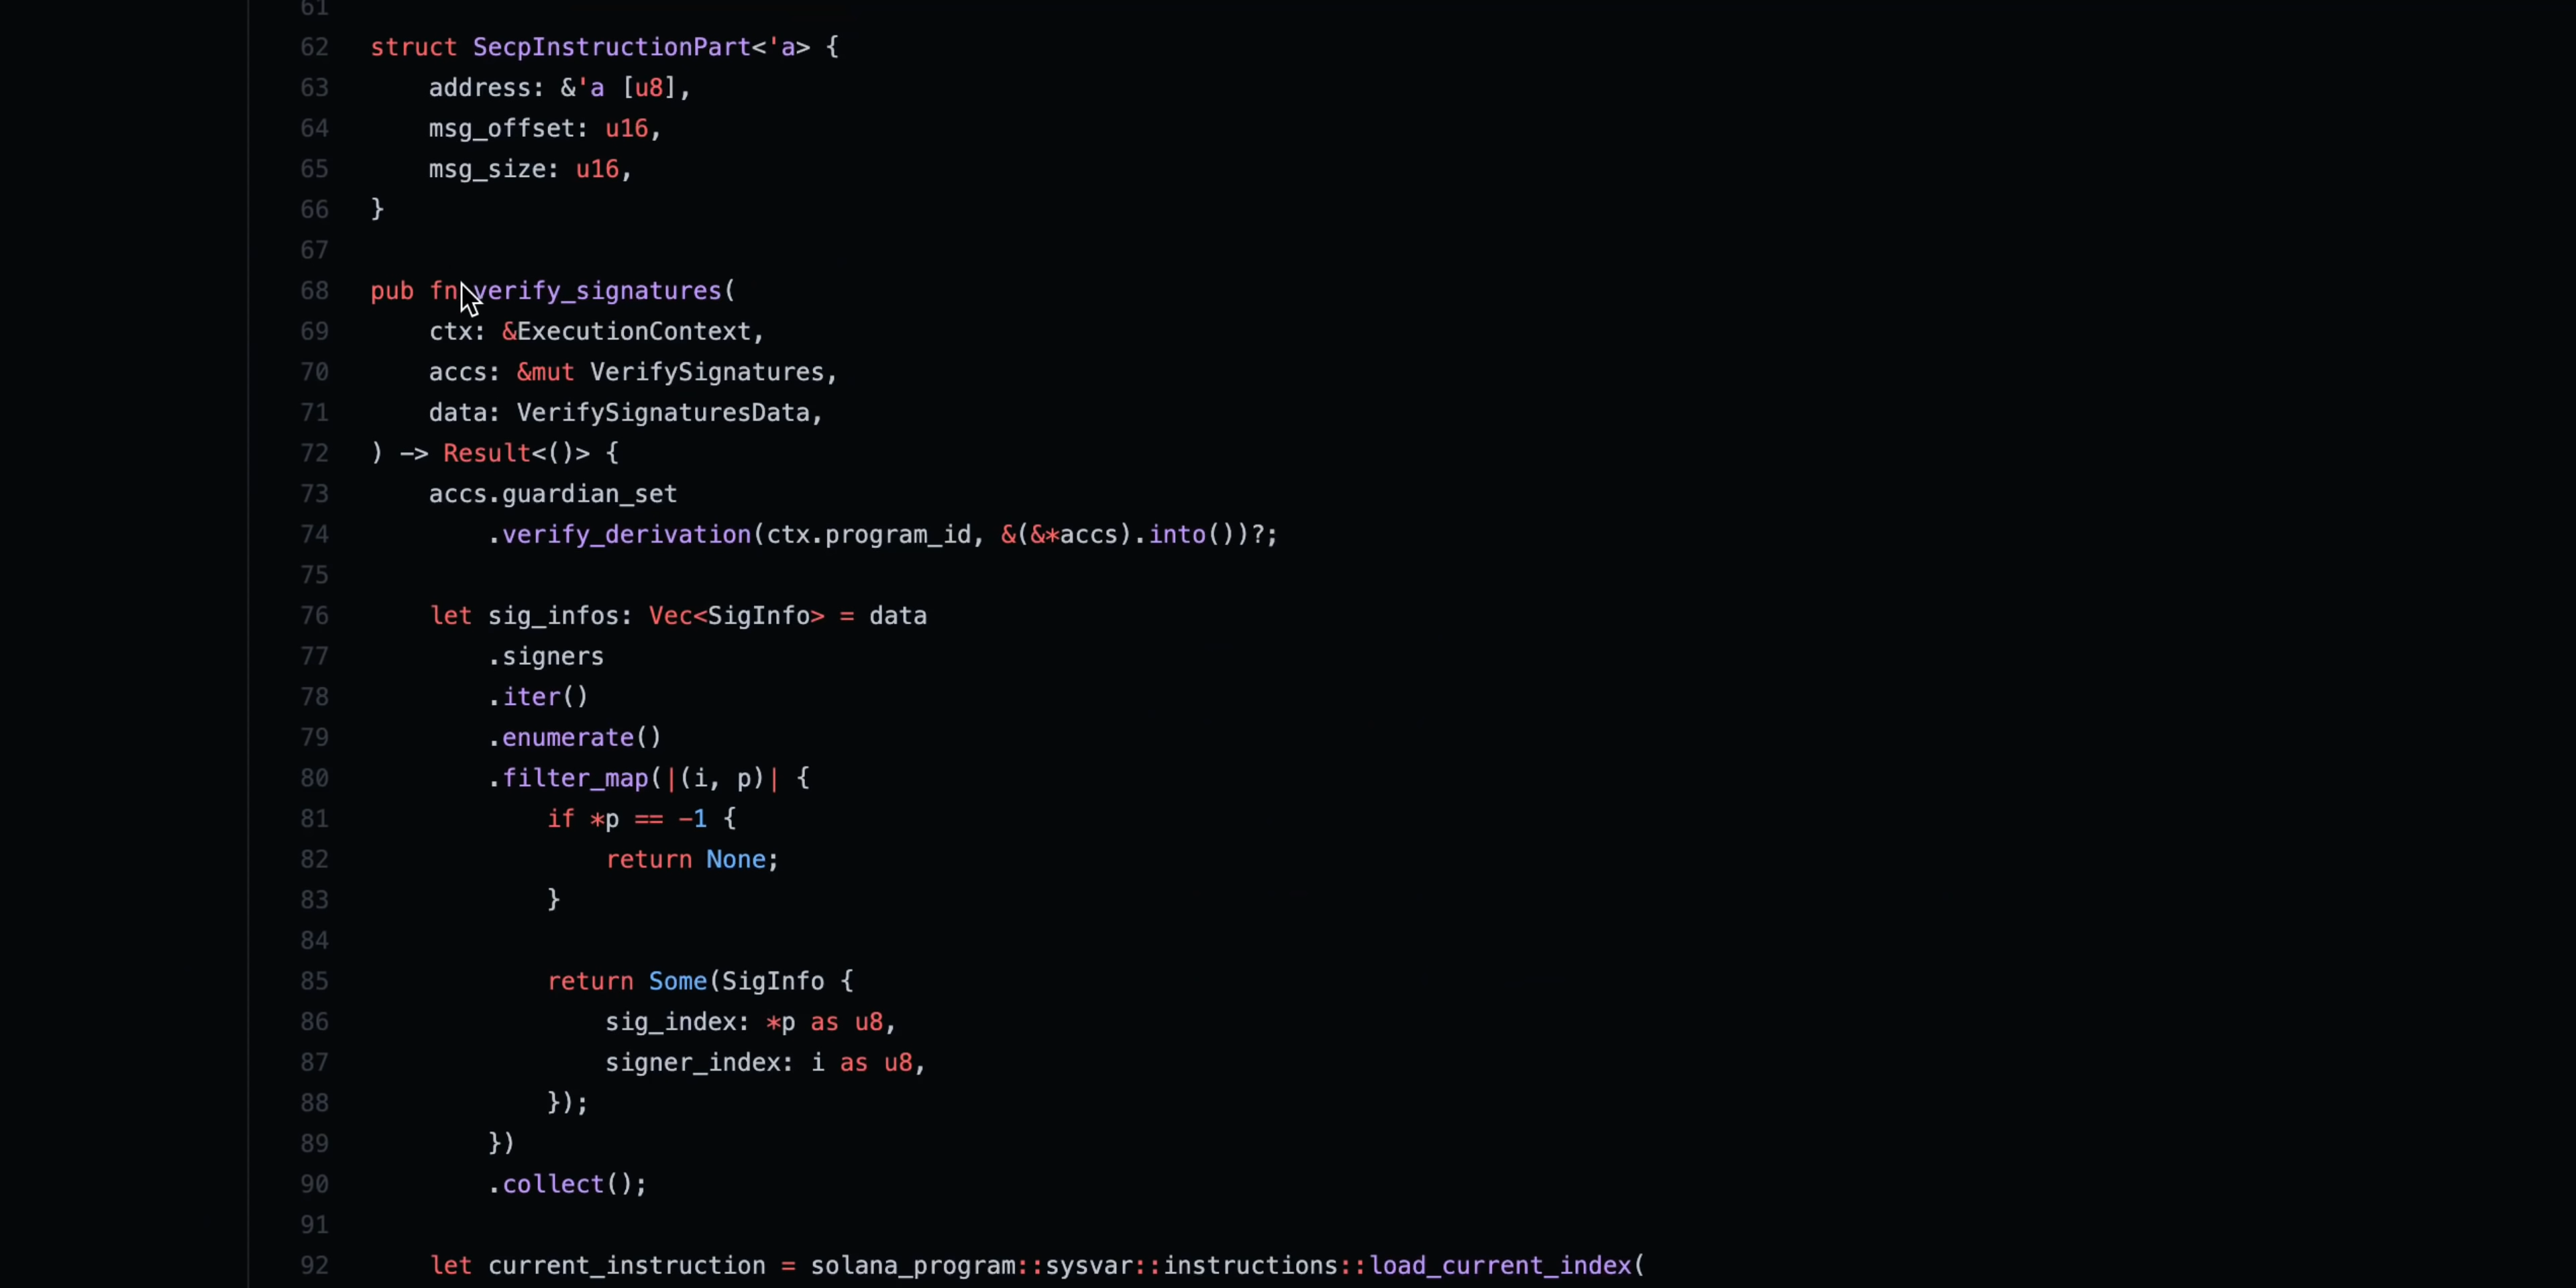 61
62 struct SecpInstructionPart<'a> {
63     address: &'a [u8],
64     msg_offset: u16,
65     msg_size: u16,
66 }
67
68 pub fn verify_signatures(
69     ctx: &ExecutionContext,
70     accs: &mut VerifySignatures,
71     data: VerifySignaturesData,
72 ) -> Result<()> {
73     accs.guardian_set
74         .verify_derivation(ctx.program_id, &(&*accs).into())?;
75
76     let sig_infos: Vec<SigInfo> = data
77         .signers
78         .iter()
79         .enumerate()
80         .filter_map(|(i, p)| {
81             if *p == -1 {
82                 return None;
83             }
84
85             return Some(SigInfo {
86                 sig_index: *p as u8,
87                 signer_index: i as u8,
88             });
89         })
90         .collect();
91
92     let current_instruction = solana_program::sysvar::instructions::load_current_index(